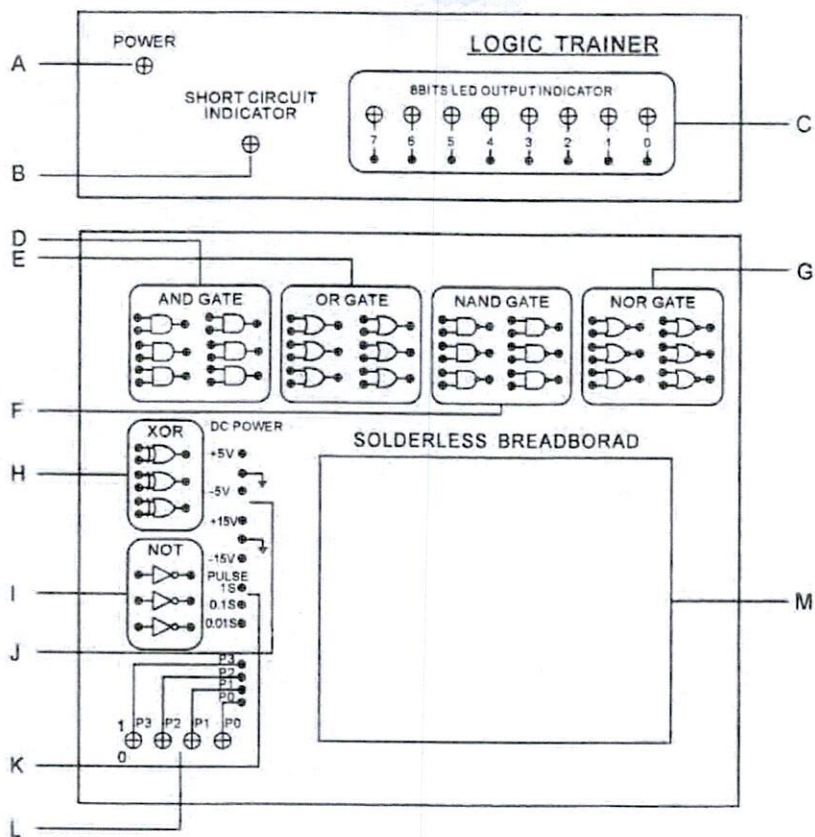 POWER
LOGIC TRAINER
A
8BITS LED OUTPUT INDICATOR
SHORT CIRCUIT
INDICATOR
C
7 6 5 4 3 2 1 0
B
D
E
G
AND GATE
OR GATE
NAND GATE
NOR GATE
F
XOR
DC POWER
SOLDERLESS BREADBORAD
+5V
H
-5V
+15V
NOT
-15V
PULSE
I
1S
M
0.1S
0.01S
J
P3
P2
P1
P0
1 P3 P2 P1 P0
0
K
L